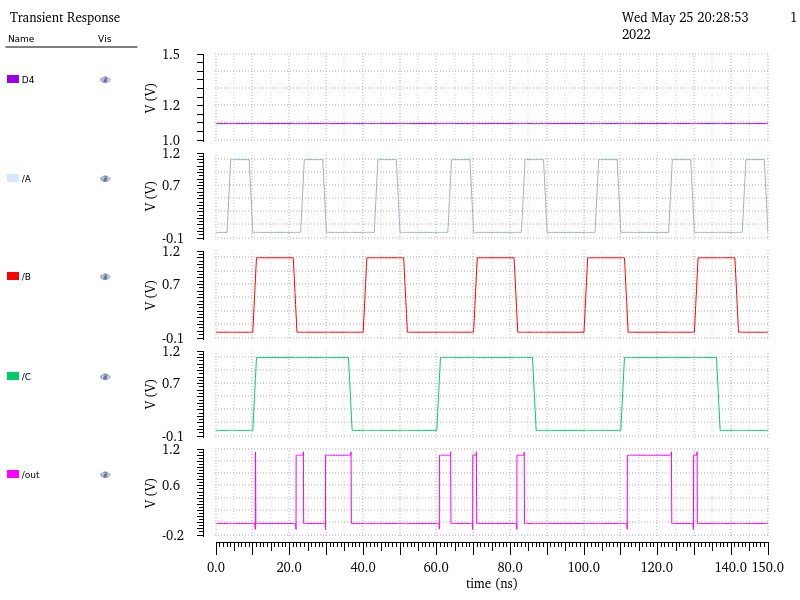 Transient Response
Wed May 25 20:28:53 2022
1
Name Vis
D4
V (V)
1.5
1.2
1.0
/A
V (V)
1.2
0.7
-0.1
/B
V (V)
1.2
0.7
-0.1
/C
V (V)
1.2
0.7
-0.1
/out
V (V)
1.2
0.6
-0.2
0.0 20.0 40.0 60.0 80.0 100.0 120.0 140.0 150.0
time (ns)